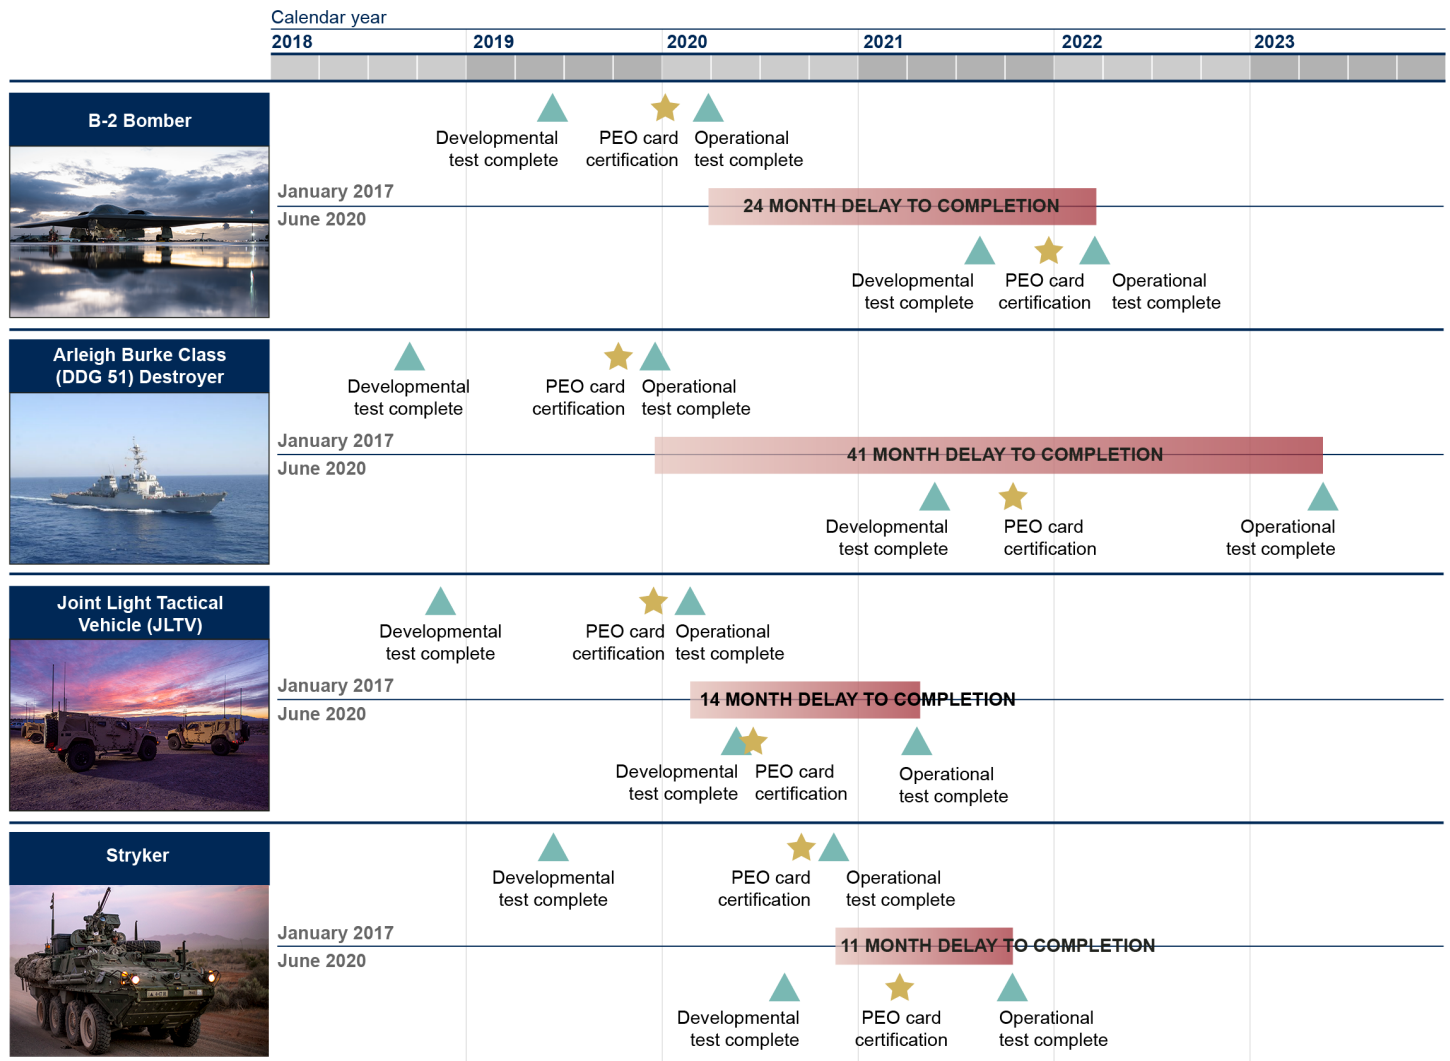 Calendar year
2018 2019 2020 2021 2022 2023
B-2 Bomber
Developmental
test complete
PEO card
certification
Operational
test complete
January 2017
24 MONTH DELAY TO COMPLETION
June 2020
Developmental
test complete
PEO card
certification
Operational
test complete
Arleigh Burke Class
(DDG 51) Destroyer
Developmental
test complete
PEO card
certification
Operational
test complete
January 2017
41 MONTH DELAY TO COMPLETION
June 2020
Developmental
test complete
PEO card
certification
Operational
test complete
Joint Light Tactical
Vehicle (JLTV)
Developmental
test complete
PEO card
certification
Operational
test complete
January 2017
14 MONTH DELAY TO COMPLETION
June 2020
Developmental
test complete
PEO card
certification
Operational
test complete
Stryker
Developmental
test complete
PEO card
certification
Operational
test complete
January 2017
11 MONTH DELAY TO COMPLETION
June 2020
Developmental
test complete
PEO card
certification
Operational
test complete